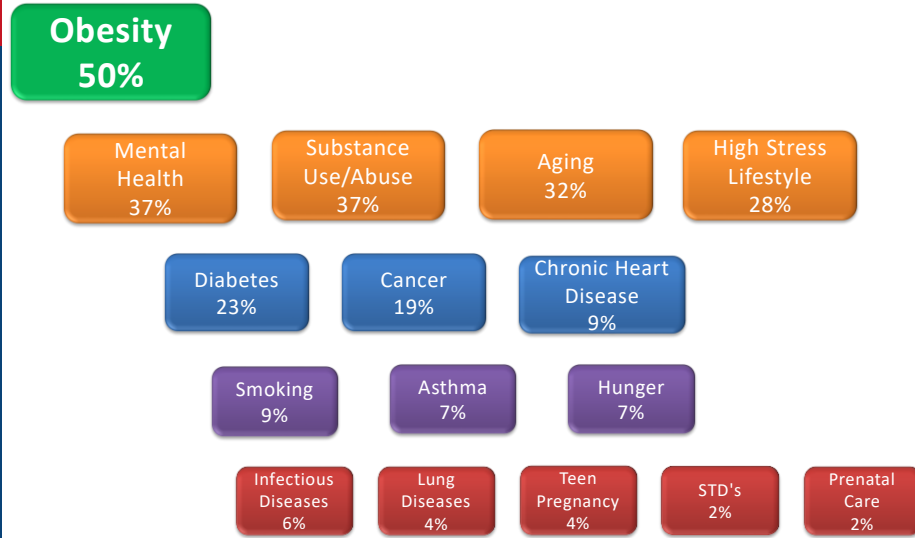 Obesity
50%
Mental
Health
37%
Substance
Use/Abuse
37%
Aging
32%
High Stress
Lifestyle
28%
Diabetes
23%
Cancer
19%
Chronic Heart
Disease
9%
Smoking
9%
Asthma
7%
Hunger
7%
Infectious
Diseases
6%
Lung
Diseases
4%
Teen
Pregnancy
4%
STD's
2%
Prenatal
Care
2%